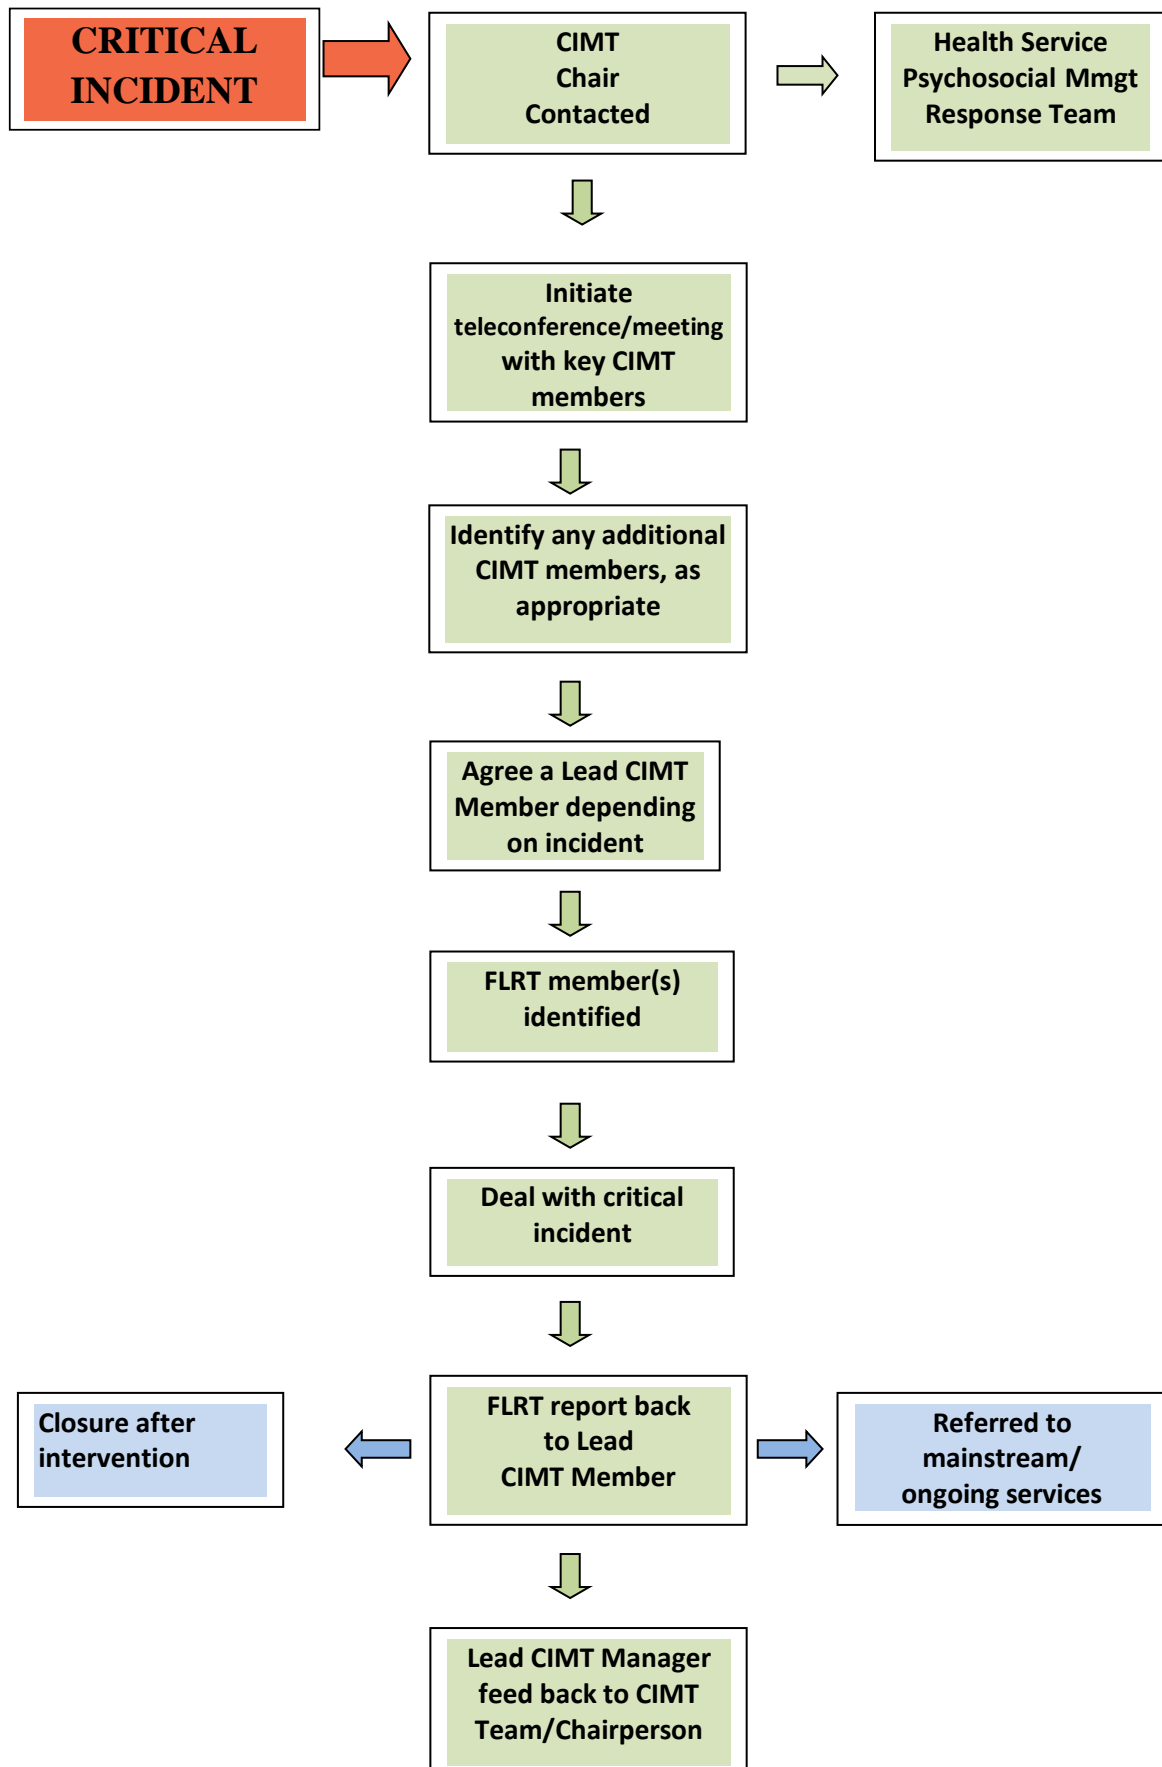 CRITICAL
INCIDENT
CIMT
Chair
Contacted
Health Service
Psychosocial Mmgt
Response Team
Initiate
teleconference/meeting
with key CIMT
members
Identify any additional
CIMT members, as
appropriate
Agree a Lead CIMT
Member depending
on incident
FLRT member(s)
identified
Deal with critical
incident
Closure after
intervention
FLRT report back
to Lead
CIMT Member
Referred to
mainstream/
ongoing services
Lead CIMT Manager
feed back to CIMT
Team/Chairperson